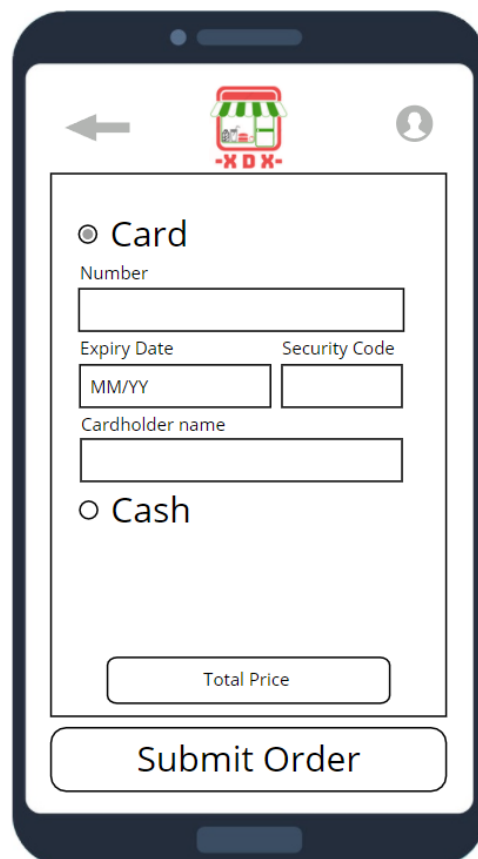 -XDX-
Card
Number
Expiry Date Security Code
MM/YY
Cardholder name
Cash
Total Price
Submit Order